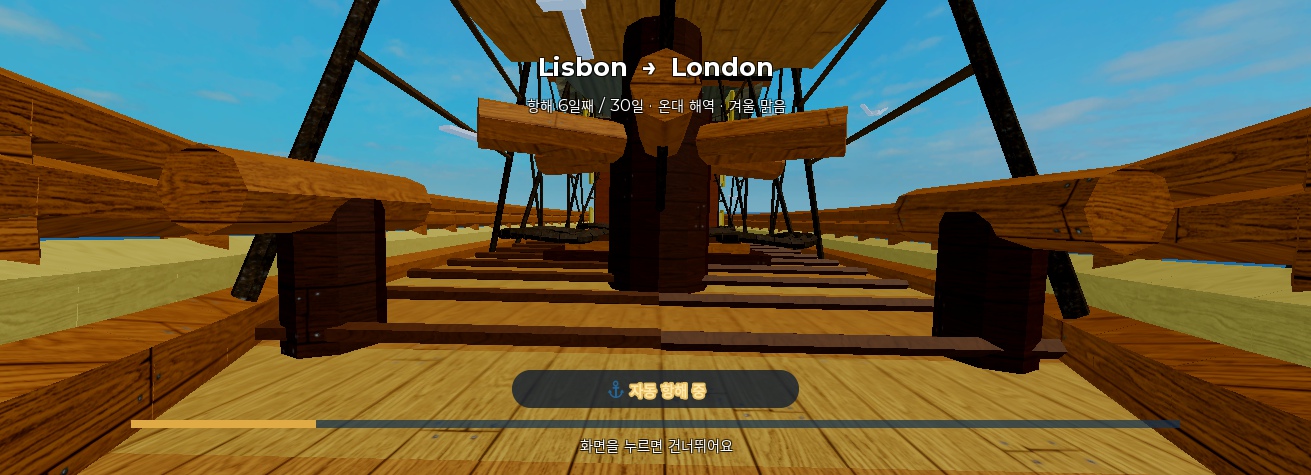 Lisbon → London
항해 6일째 / 30일 · 온대 해역 · 겨울 맑음
⚓ 자동 항해 중
화면을 누르면 건너뛰어요